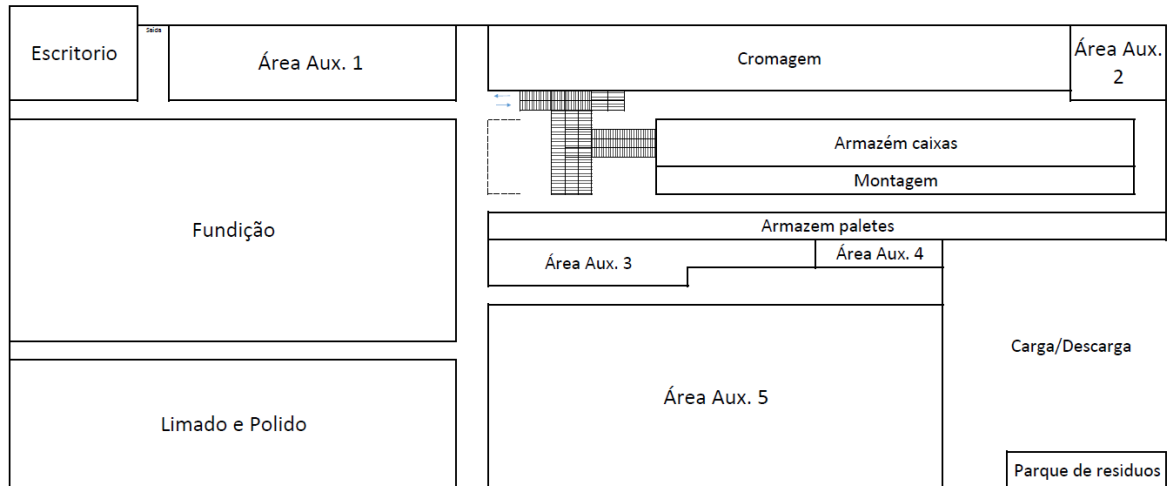 Escritorio
Saída
Área Aux. 1
Cromagem
Área Aux.
2
Armazém caixas
Montagem
Fundição
Armazem paletes
Área Aux. 3
Área Aux. 4
Carga/Descarga
Área Aux. 5
Limado e Polido
Parque de residuos